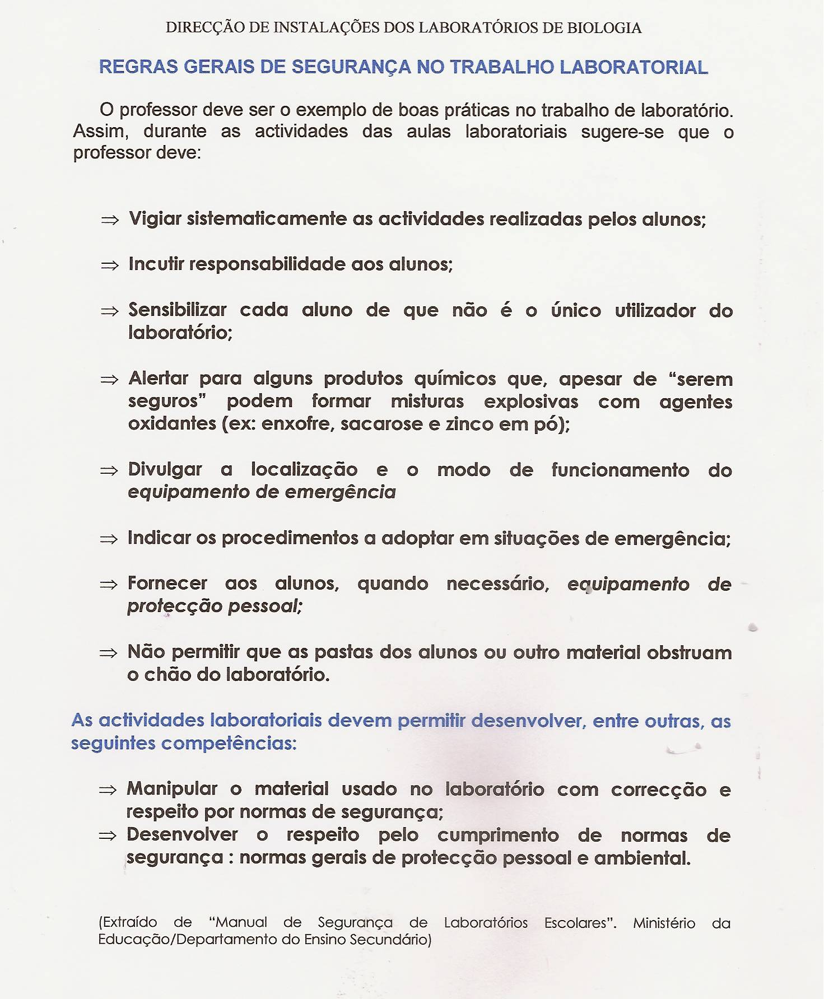 DIRECÇÃO DE INSTALAÇÕES DOS LABORATÓRIOS DE BIOLOGIA
REGRAS GERAIS DE SEGURANÇA NO TRABALHO LABORATORIAL
O professor deve ser o exemplo de boas práticas no trabalho de laboratório.
Assim, durante as actividades das aulas laboratoriais sugere-se que o
professor deve:
⇒ Vigiar sistematicamente as actividades realizadas pelos alunos;
⇒ Incutir responsabilidade aos alunos;
⇒ Sensibilizar cada aluno de que não é o único utilizador do
laboratório;
⇒ Alertar para alguns produtos químicos que, apesar de “serem
seguros” podem formar misturas explosivas com agentes
oxidantes (ex: enxofre, sacarose e zinco em pó);
⇒ Divulgar a localização e o modo de funcionamento do
equipamento de emergência
⇒ Indicar os procedimentos a adoptar em situações de emergência;
⇒ Fornecer aos alunos, quando necessário, equipamento de
protecção pessoal;
⇒ Não permitir que as pastas dos alunos ou outro material obstruam
o chão do laboratório.
As actividades laboratoriais devem permitir desenvolver, entre outras, as
seguintes competências:
⇒ Manipular o material usado no laboratório com correcção e
respeito por normas de segurança;
⇒ Desenvolver o respeito pelo cumprimento de normas de
segurança : normas gerais de protecção pessoal e ambiental.
(Extraído de “Manual de Segurança de Laboratórios Escolares”. Ministério da
Educação/Departamento do Ensino Secundário)